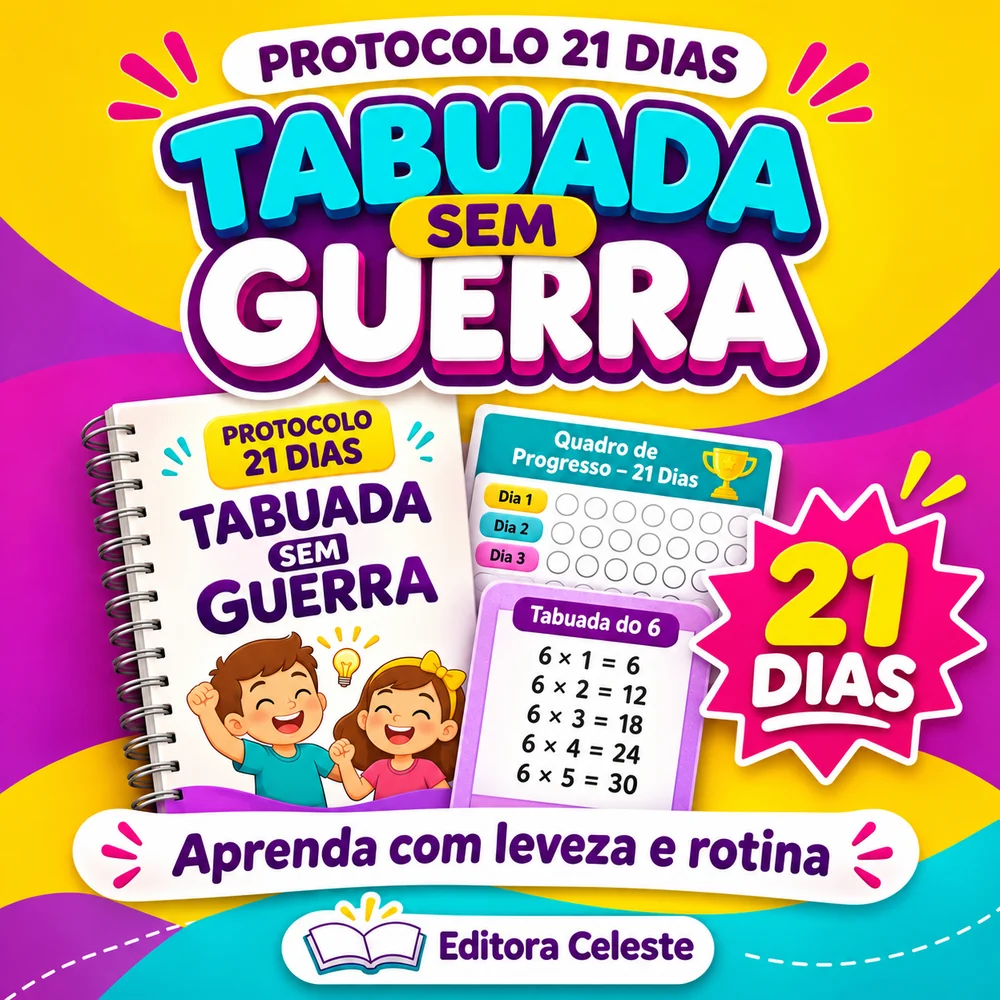 PROTOCOLO 21 DIAS
TABUADA
SEM
GUERRA
PROTOCOLO
21 DIAS
TABUADA
SEM
GUERRA
Quadro de
Progresso – 21 Dias
Dia 1
Dia 2
Dia 3
Tabuada do 6
6 × 1 = 6
6 × 2 = 12
6 × 3 = 18
6 × 4 = 24
6 × 5 = 30
21
DIAS
Aprenda com leveza e rotina
Editora Celeste